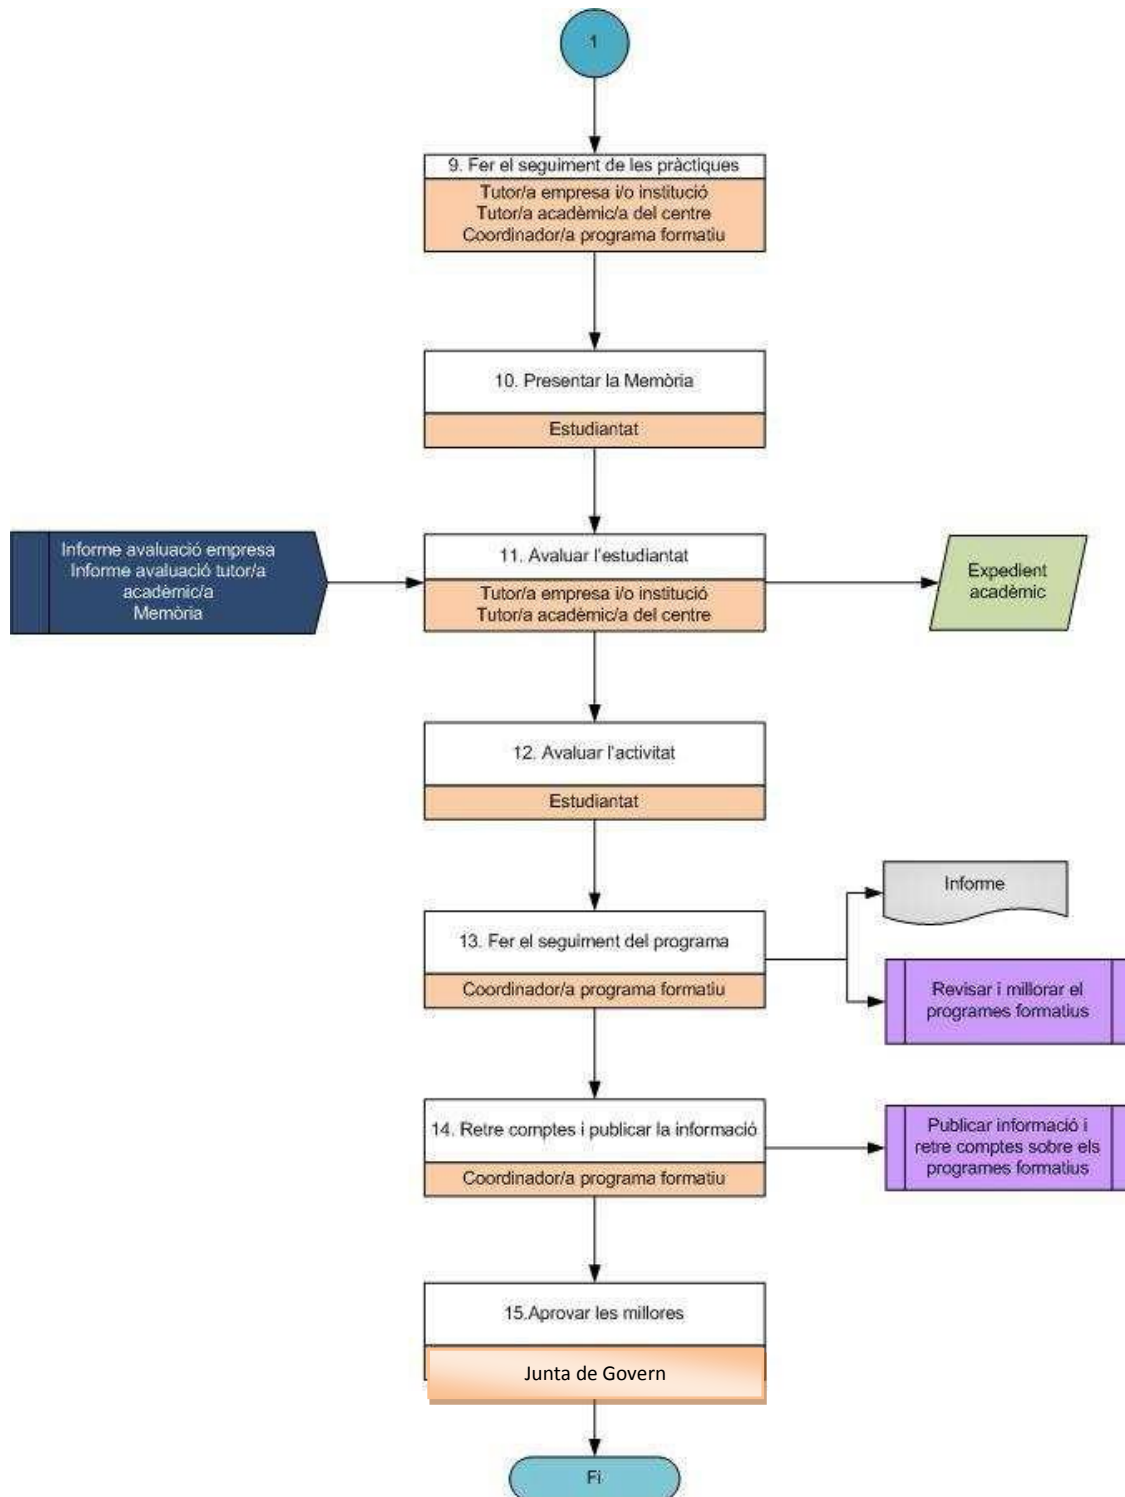 1
9. Fer el seguiment de les pràctiques
Tutor/a empresa i/o institució
Tutor/a acadèmic/a del centre
Coordinador/a programa formatiu
10. Presentar la Memòria
Estudiantat
Informe avaluació empresa
Informe avaluació tutor/a
acadèmic/a
Memòria
11. Avaluar l'estudiantat
Tutor/a empresa i/o institució
Tutor/a acadèmic/a del centre
Expedient
acadèmic
12. Avaluar l'activitat
Estudiantat
Informe
13. Fer el seguiment del programa
Coordinador/a programa formatiu
Revisar i millorar el
programes formatius
14. Retre comptes i publicar la informació
Coordinador/a programa formatiu
Publicar informació i
retre comptes sobre els
programes formatius
15.Aprovar les millores
Junta de Govern
Fi